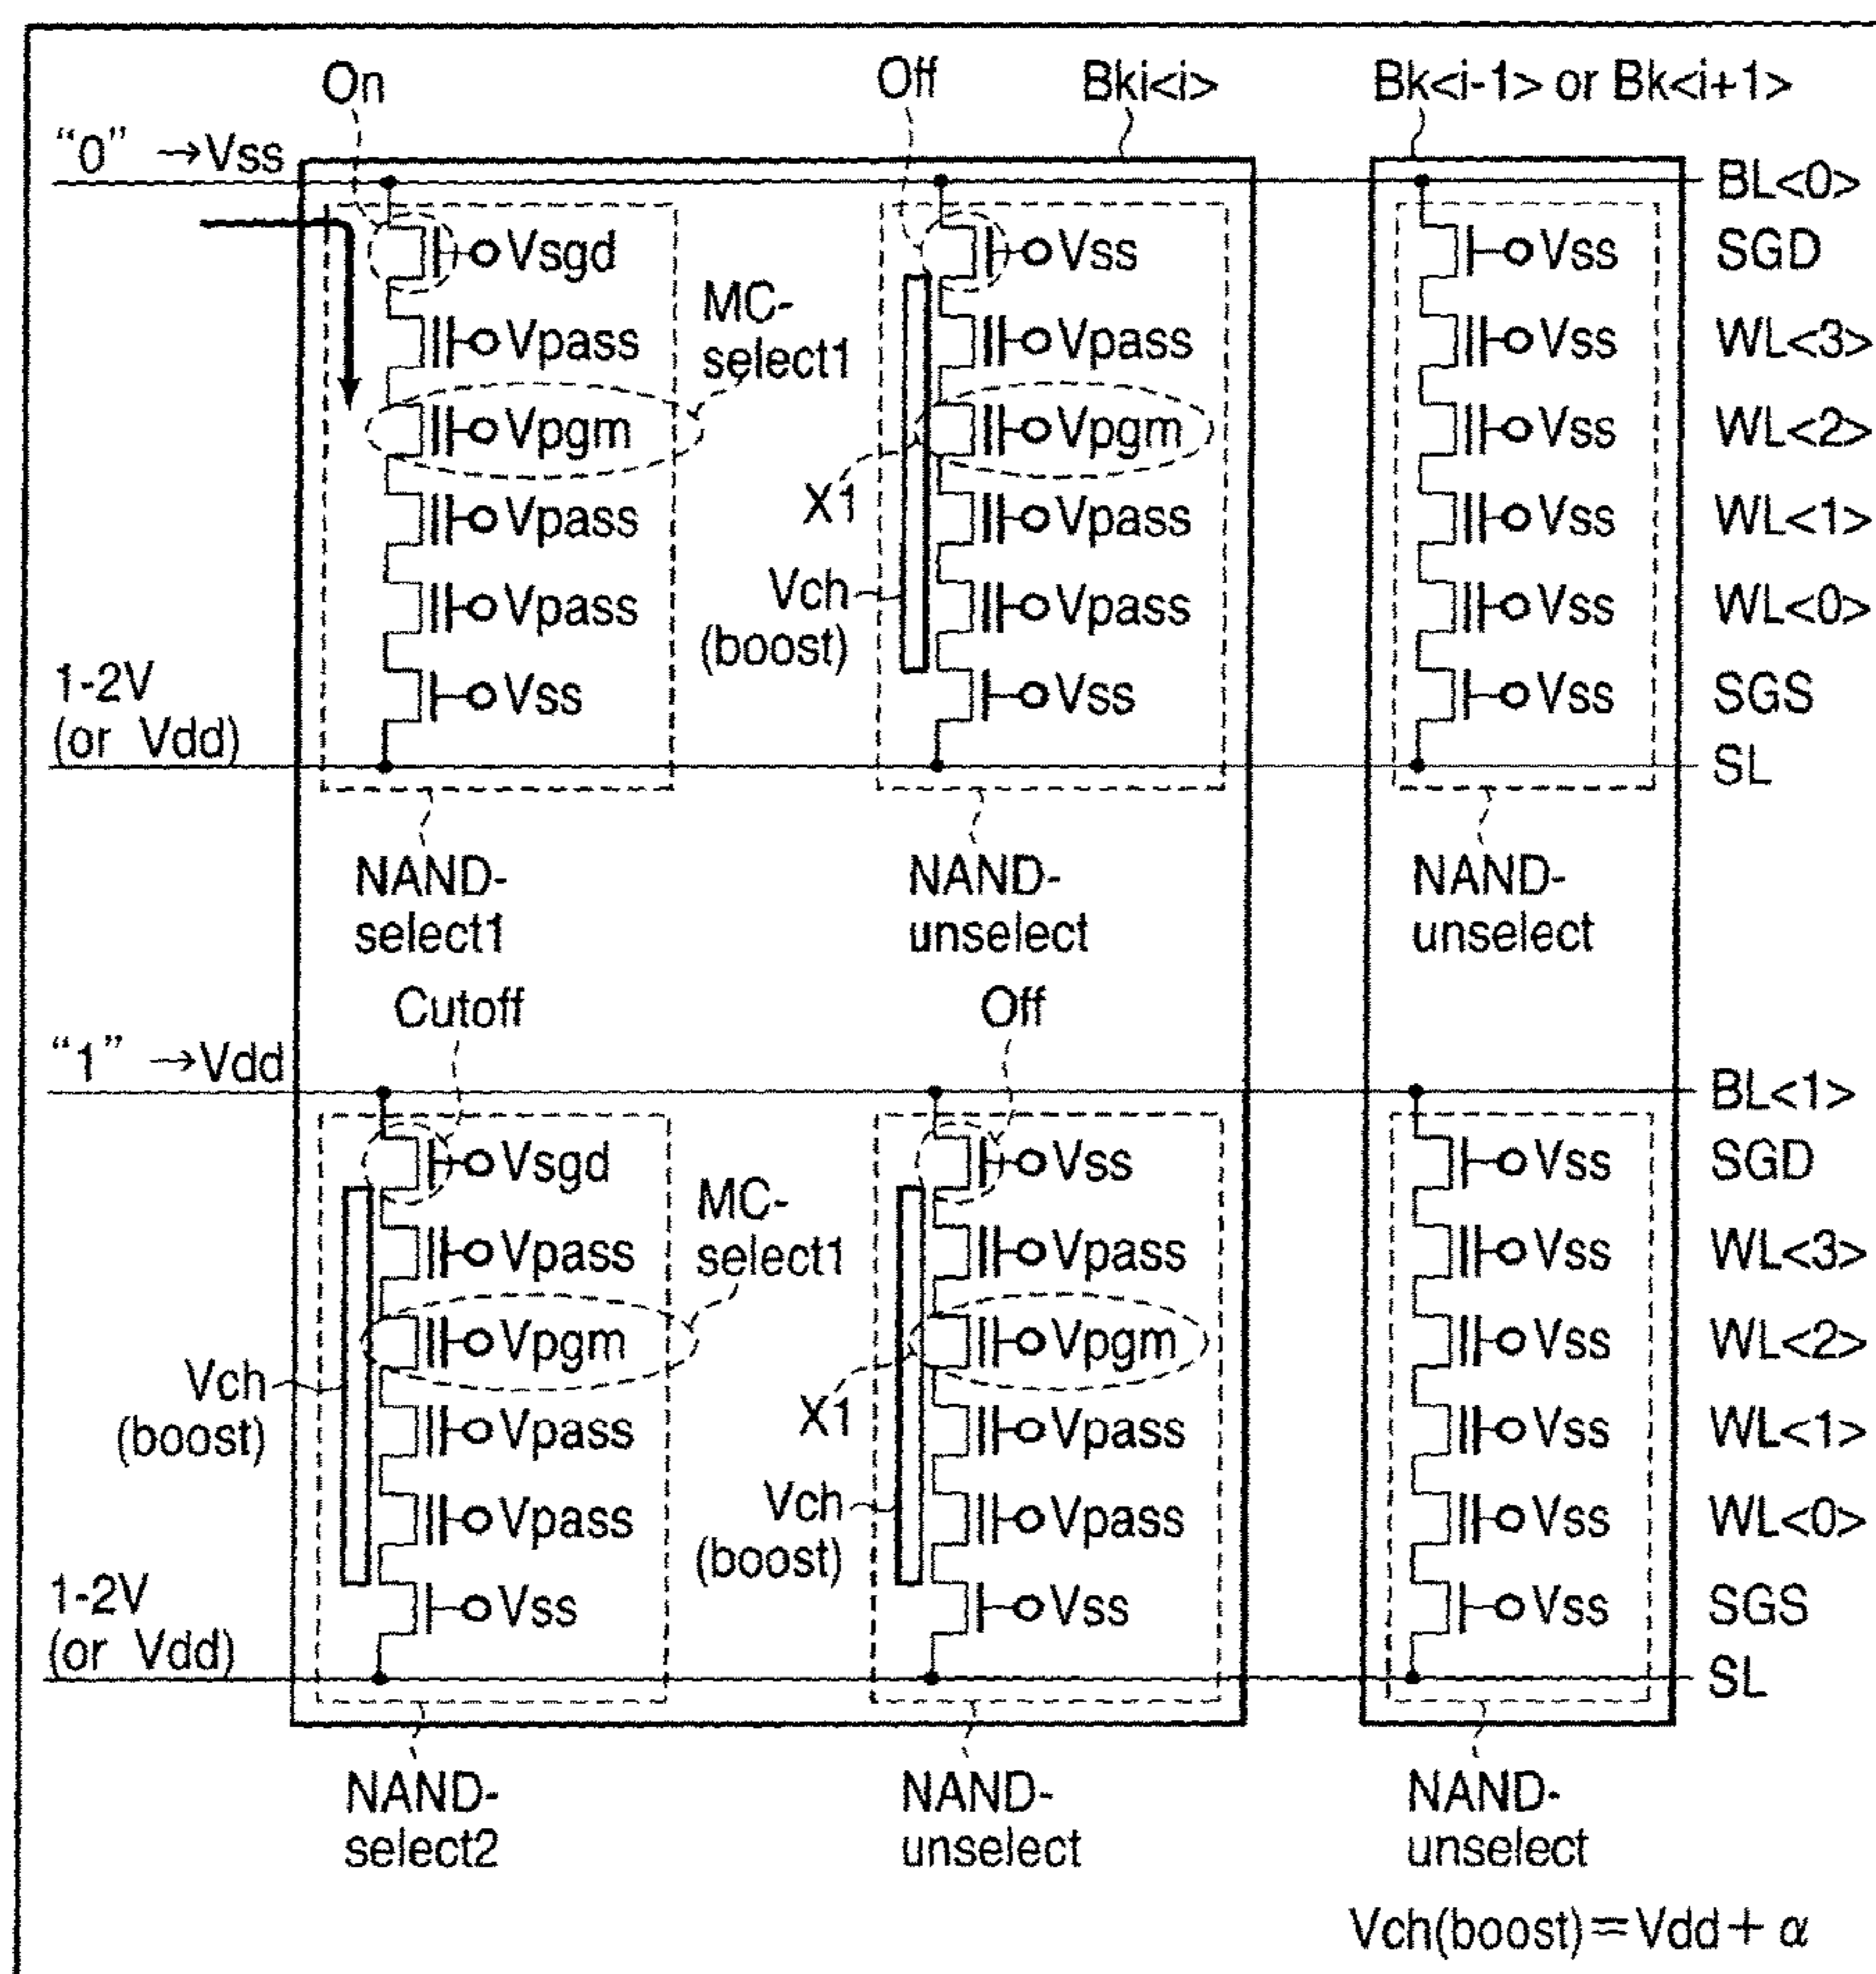 On Off Bki<i> Bk<i-1> or Bk<i+1>
“0” →Vss BL<0>
Vsgd Vss Vss SGD
MC-
select1
Vpass Vpass Vss WL<3>
Vpgm Vpgm Vss WL<2>
X1
Vpass Vpass Vss WL<1>
Vch
(boost)
Vpass Vpass Vss WL<0>
1-2V
(or Vdd)
Vss Vss Vss SGS
SL
NAND-
select1
NAND-
unselect
NAND-
unselect
Cutoff Off
“1” →Vdd BL<1>
Vsgd Vss Vss SGD
MC-
select1
Vpass Vpass Vss WL<3>
Vpgm Vpgm Vss WL<2>
Vch
(boost)
X1
Vpass Vpass Vss WL<1>
Vch
(boost)
Vpass Vpass Vss WL<0>
1-2V
(or Vdd)
Vss Vss Vss SGS
SL
NAND-
select2
NAND-
unselect
NAND-
unselect
Vch(boost)=Vdd+ α